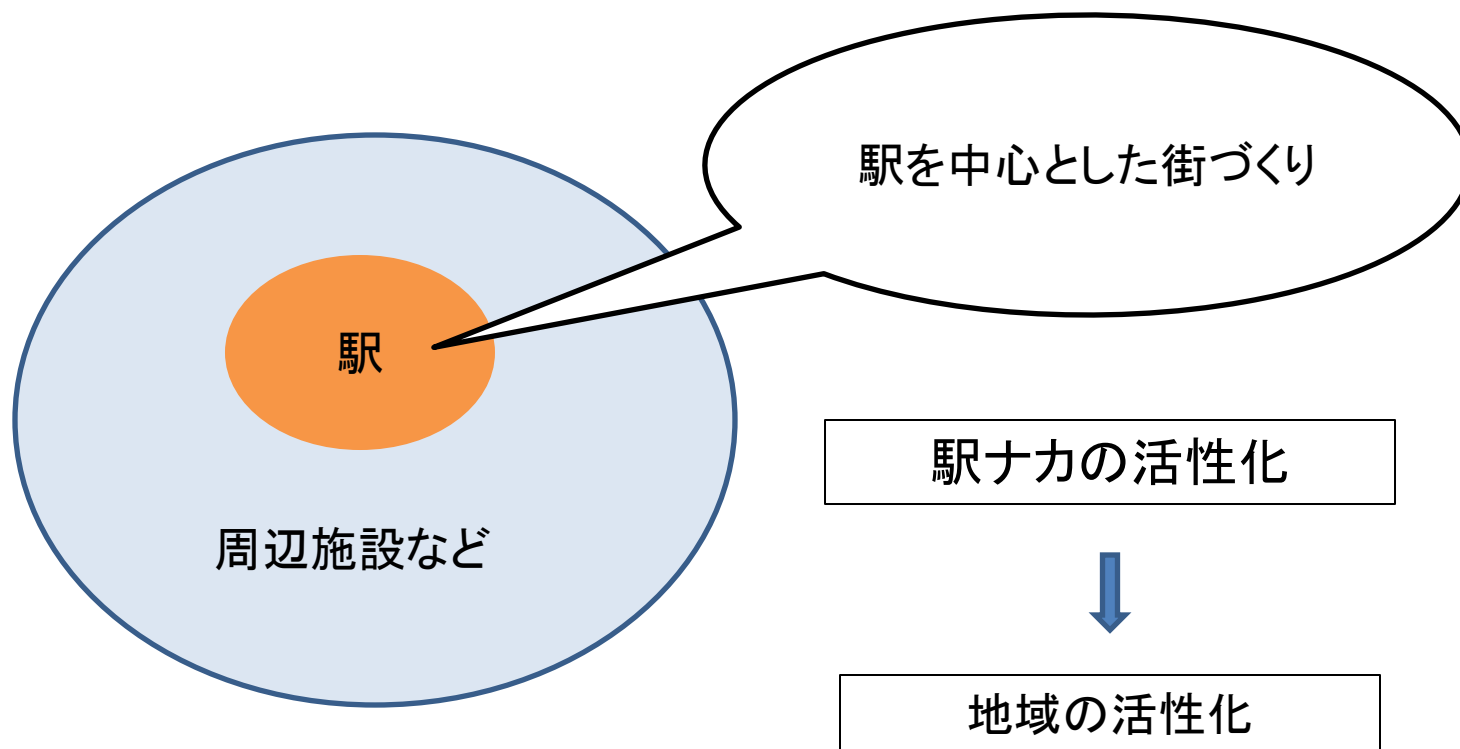 駅を中心とした街づくり
駅
周辺施設など
駅ナカの活性化
地域の活性化